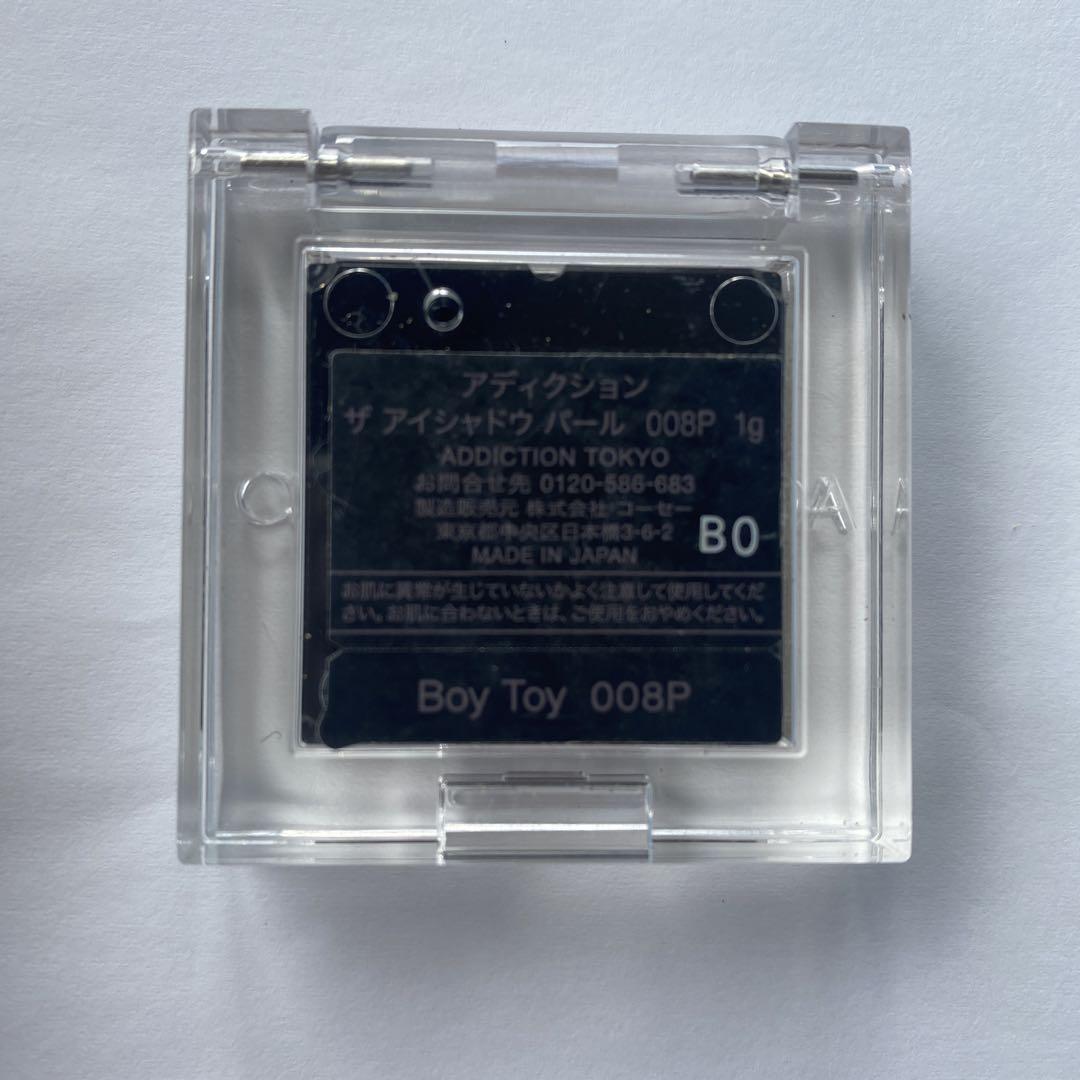 アディクション
ザ アイシャドウ パール 008P 1g
ADDICTION TOKYO
お問合せ先 0120-586-683
製造販売元 株式会社 コーセー
東京都中央区日本橋3-6-2
MADE IN JAPAN
B0
お肌に異常が生じていないかよく注意して使用してくだ
さい。お肌に合わないときは、ご使用をおやめください。
Boy Toy 008P